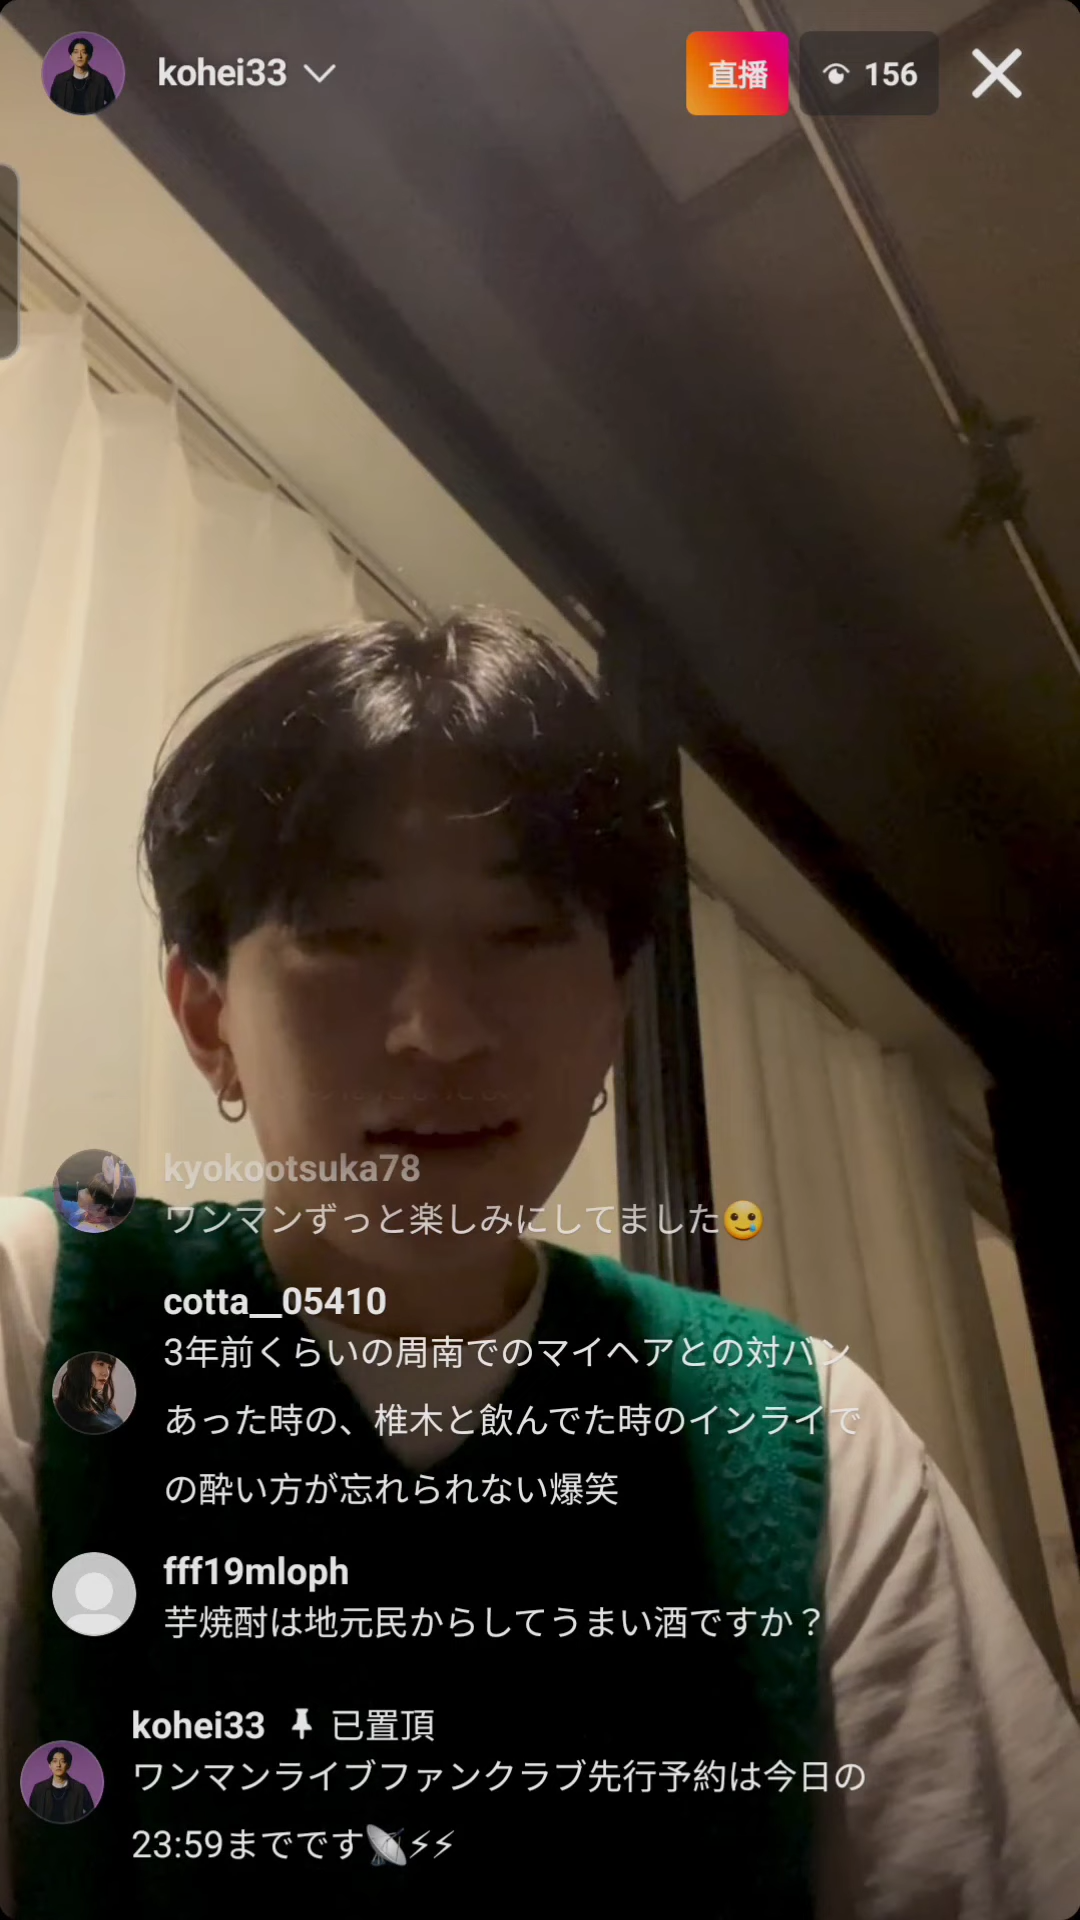 kohei33
直播
156
kyokootsuka78
ワンマンずっと楽しみにしてました🥲
cotta__05410
3年前くらいの周南でのマイヘアとの対バン
あった時の、椎木と飲んでた時のインライで
の酔い方が忘れられない爆笑
fff19mloph
芋焼酎は地元民からしてうまい酒ですか？
kohei33 已置頂
ワンマンライブファンクラブ先行予約は今日の
23:59までです📡⚡⚡